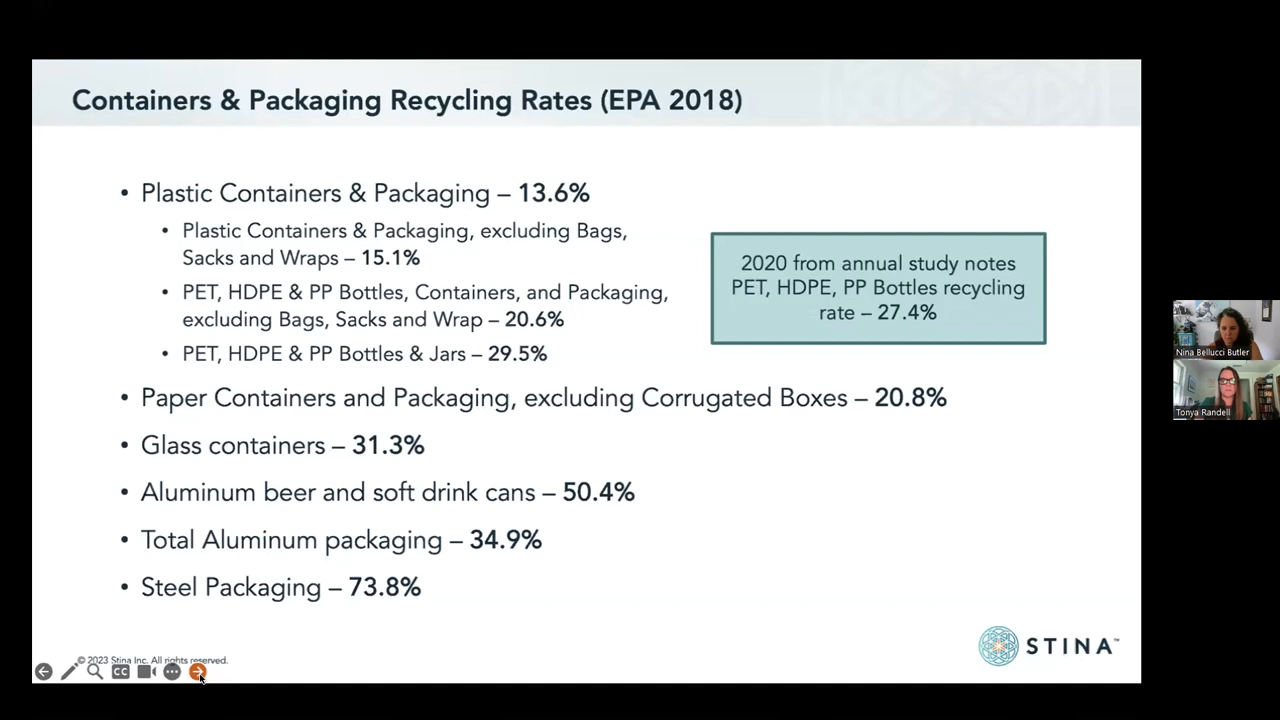 Containers & Packaging Recycling Rates (EPA 2018)
• Plastic Containers & Packaging – 13.6%
• Plastic Containers & Packaging, excluding Bags,
Sacks and Wraps – 15.1%
• PET, HDPE & PP Bottles, Containers, and Packaging,
excluding Bags, Sacks and Wrap – 20.6%
• PET, HDPE & PP Bottles & Jars – 29.5%
2020 from annual study notes
PET, HDPE, PP Bottles recycling
rate – 27.4%
• Paper Containers and Packaging, excluding Corrugated Boxes – 20.8%
• Glass containers – 31.3%
• Aluminum beer and soft drink cans – 50.4%
• Total Aluminum packaging – 34.9%
• Steel Packaging – 73.8%
Nina Bellucci Butler
Tonya Randell
STINA™
© 2023 Stina Inc. All rights reserved.
CC